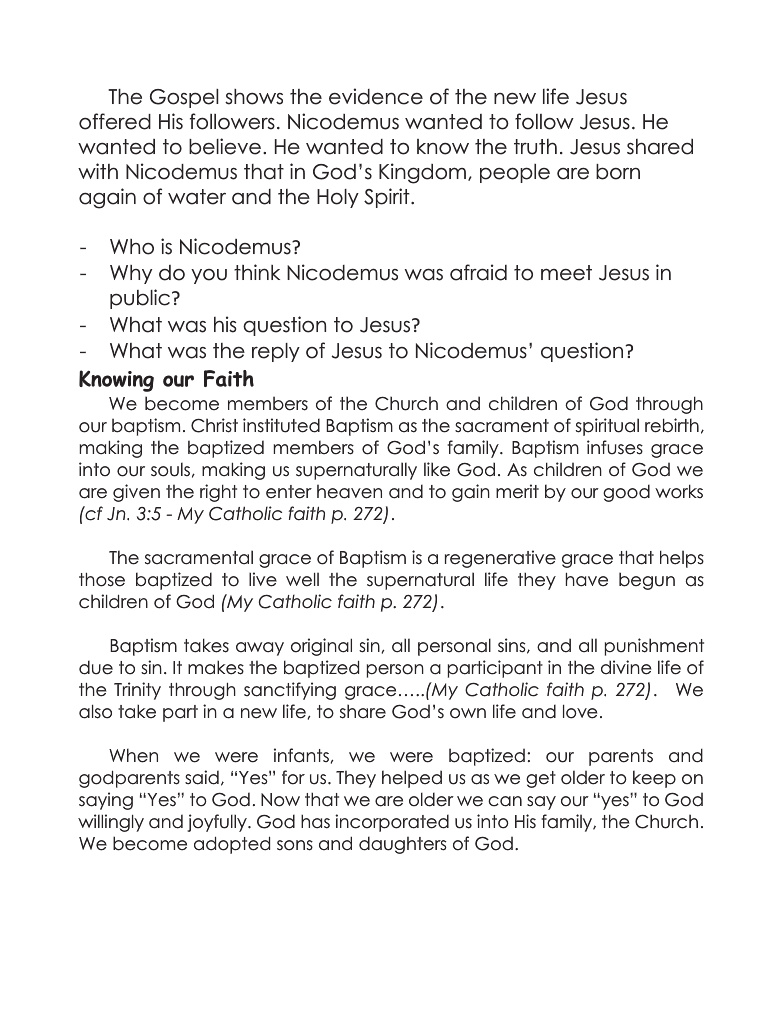 The Gospel shows the evidence of the new life Jesus
offered His followers. Nicodemus wanted to follow Jesus. He
wanted to believe. He wanted to know the truth. Jesus shared
with Nicodemus that in God’s Kingdom, people are born
again of water and the Holy Spirit.
- Who is Nicodemus?
- Why do you think Nicodemus was afraid to meet Jesus in
public?
- What was his question to Jesus?
- What was the reply of Jesus to Nicodemus’ question?
Knowing our Faith
We become members of the Church and children of God through
our baptism. Christ instituted Baptism as the sacrament of spiritual rebirth,
making the baptized members of God’s family. Baptism infuses grace
into our souls, making us supernaturally like God. As children of God we
are given the right to enter heaven and to gain merit by our good works
(cf Jn. 3:5 - My Catholic faith p. 272).
The sacramental grace of Baptism is a regenerative grace that helps
those baptized to live well the supernatural life they have begun as
children of God (My Catholic faith p. 272).
Baptism takes away original sin, all personal sins, and all punishment
due to sin. It makes the baptized person a participant in the divine life of
the Trinity through sanctifying grace…..(My Catholic faith p. 272). We
also take part in a new life, to share God’s own life and love.
When we were infants, we were baptized: our parents and
godparents said, “Yes” for us. They helped us as we get older to keep on
saying “Yes” to God. Now that we are older we can say our “yes” to God
willingly and joyfully. God has incorporated us into His family, the Church.
We become adopted sons and daughters of God.